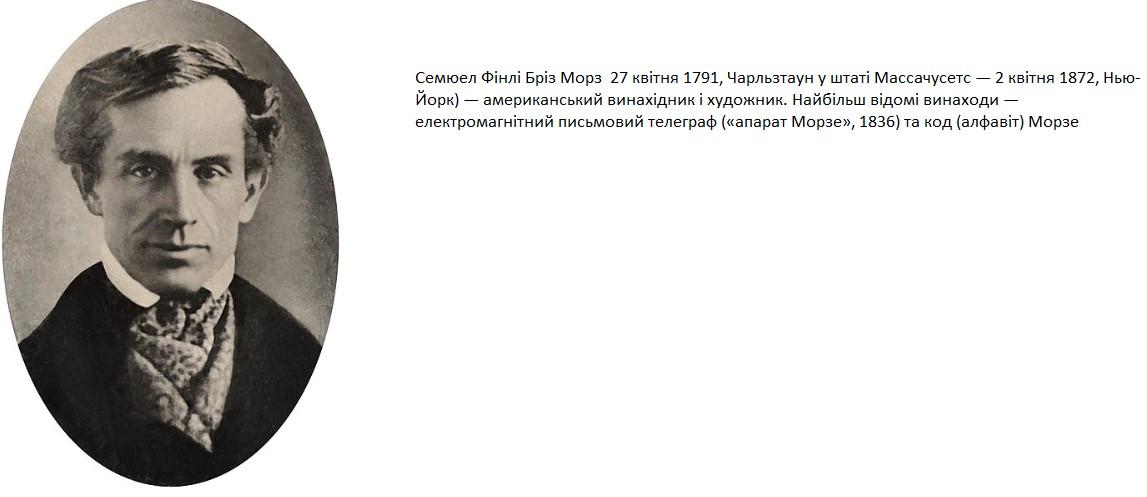 Семюел Фінлі Бріз Морз  27 квітня 1791, Чарльзтаун у штаті Массачусетс — 2 квітня 1872, Нью-
Йорк) — американський винахідник і художник. Найбільш відомі винаходи —
електромагнітний письмовий телеграф («апарат Морзе», 1836) та код (алфавіт) Морзе